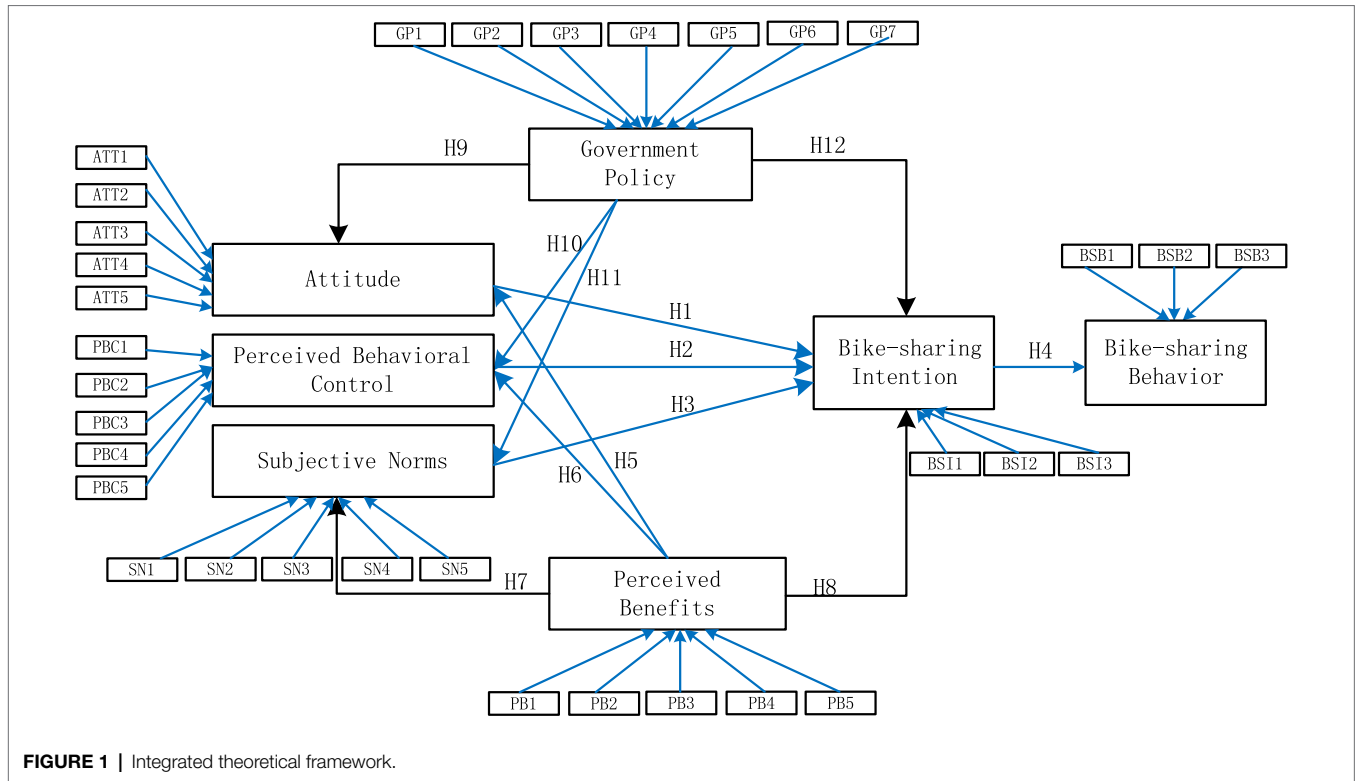 GP1 GP2 GP3 GP4 GP5 GP6 GP7
Government
Policy
H9
H12
ATT1
ATT2
ATT3
ATT4
ATT5
Attitude
H10
H11
BSB1 BSB2 BSB3
PBC1
PBC2
PBC3
PBC4
PBC5
Perceived Behavioral
Control
H1
H2
H3
Bike-sharing
Intention
H4
Bike-sharing
Behavior
Subjective Norms
H5
H6
BSI1 BSI2 BSI3
SN1 SN2 SN3 SN4 SN5
H7
Perceived
Benefits
H8
PB1 PB2 PB3 PB4 PB5
FIGURE 1 | Integrated theoretical framework.